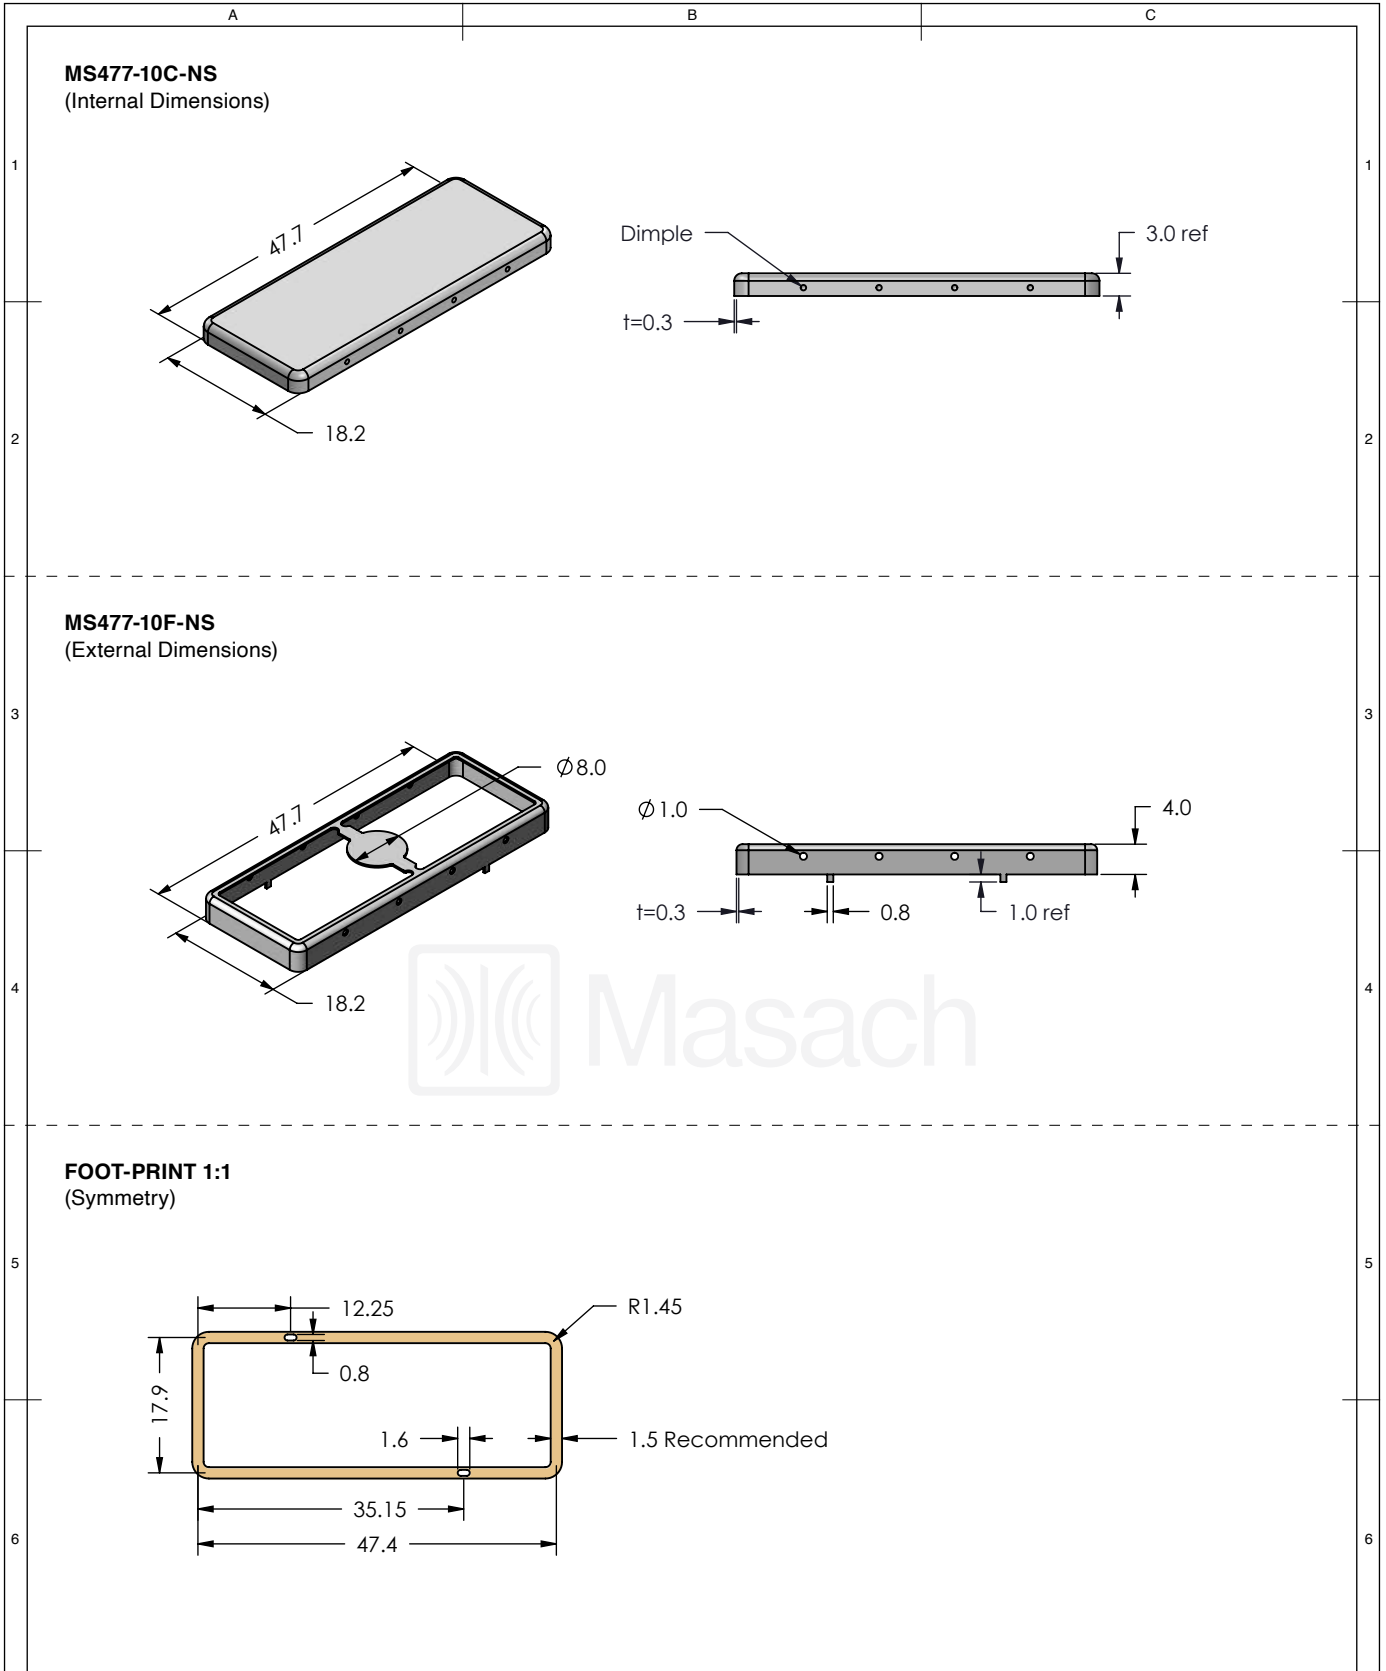 A B C
MS477-10C-NS
(Internal Dimensions)
1 1
47.7
Dimple
3.0 ref
t=0.3
18.2
2 2
MS477-10F-NS
(External Dimensions)
3 3
Ø8.0
47.7
Ø1.0
4.0
t=0.3
0.8
1.0 ref
18.2
4 4
Masach
FOOT-PRINT 1:1
(Symmetry)
5 5
12.25
R1.45
0.8
17.9
1.6
1.5 Recommended
35.15
6 6
47.4